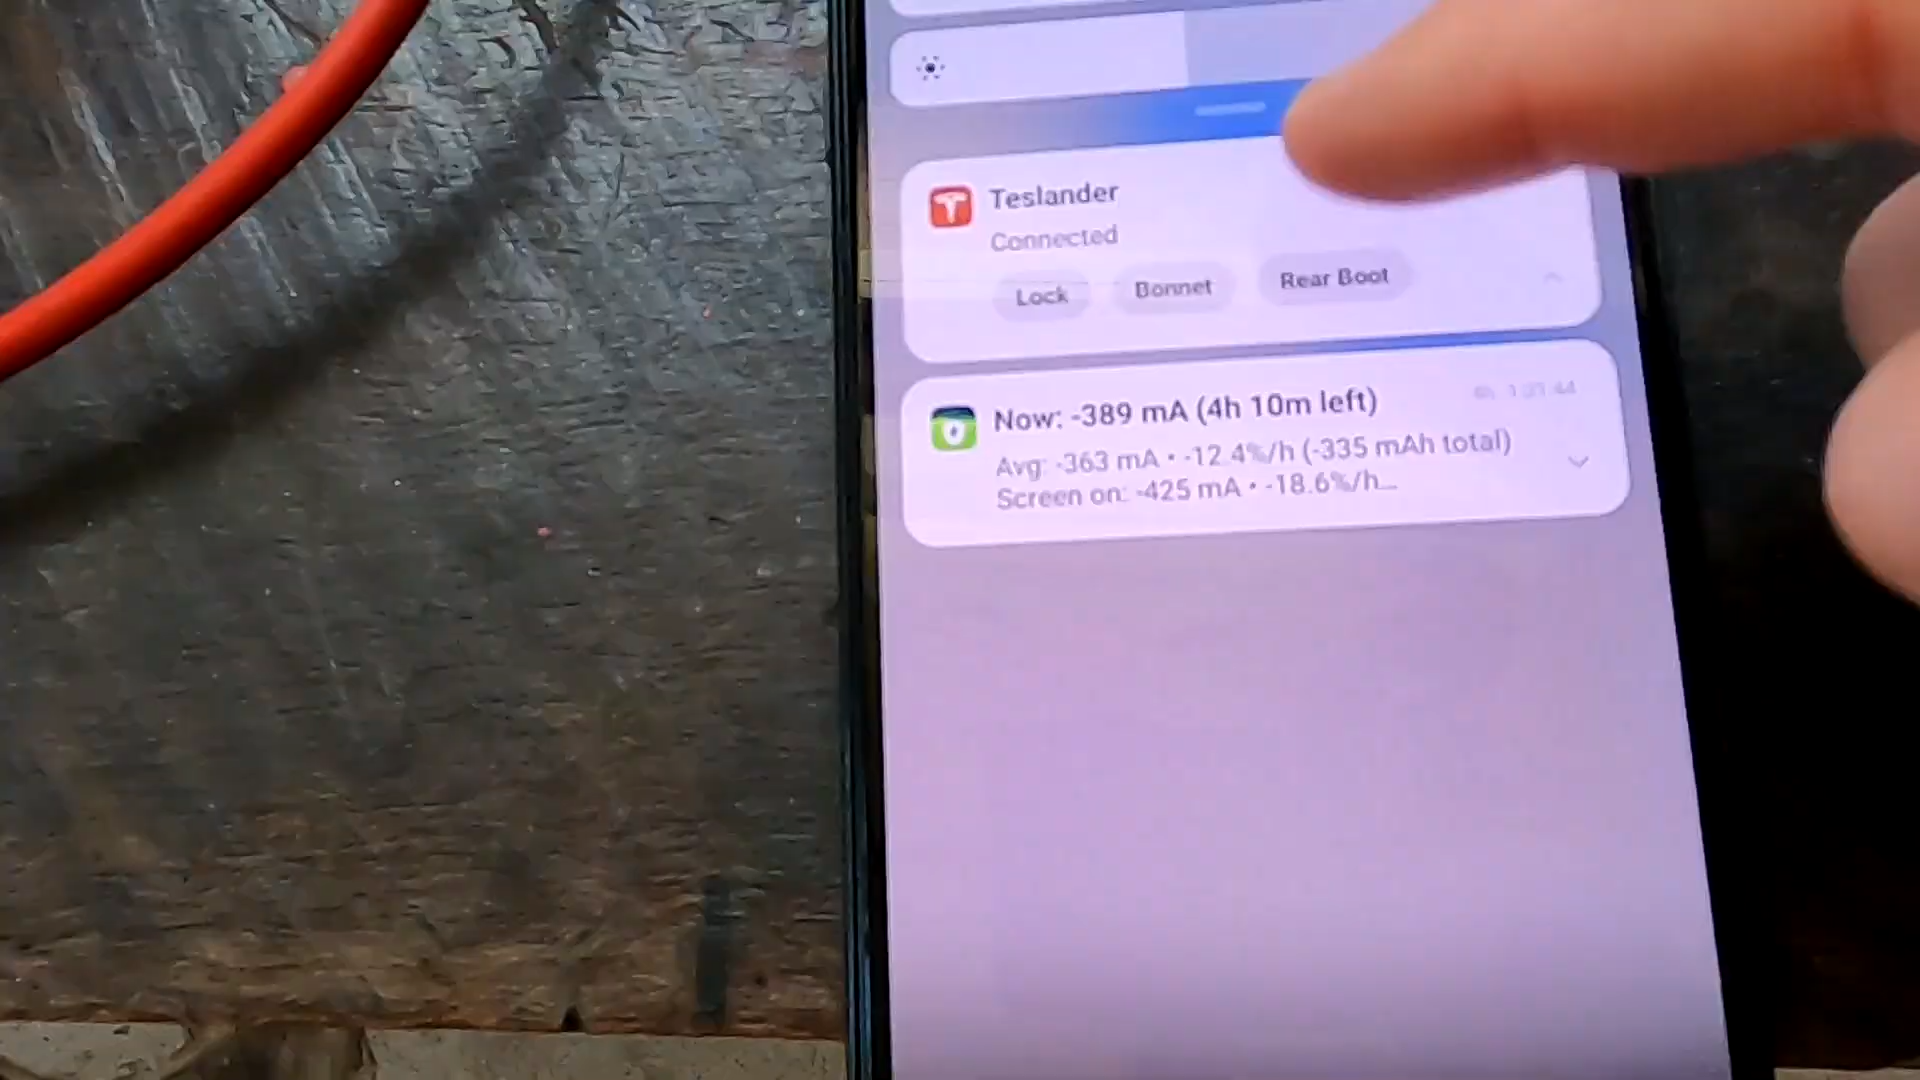 Teslander
Connected
Lock Bonnet Rear Boot
Now: -389 mA (4h 10m left)
Avg: -363 mA • -12.4%/h (-335 mAh total)
Screen on: -425 mA • -18.6%/h...